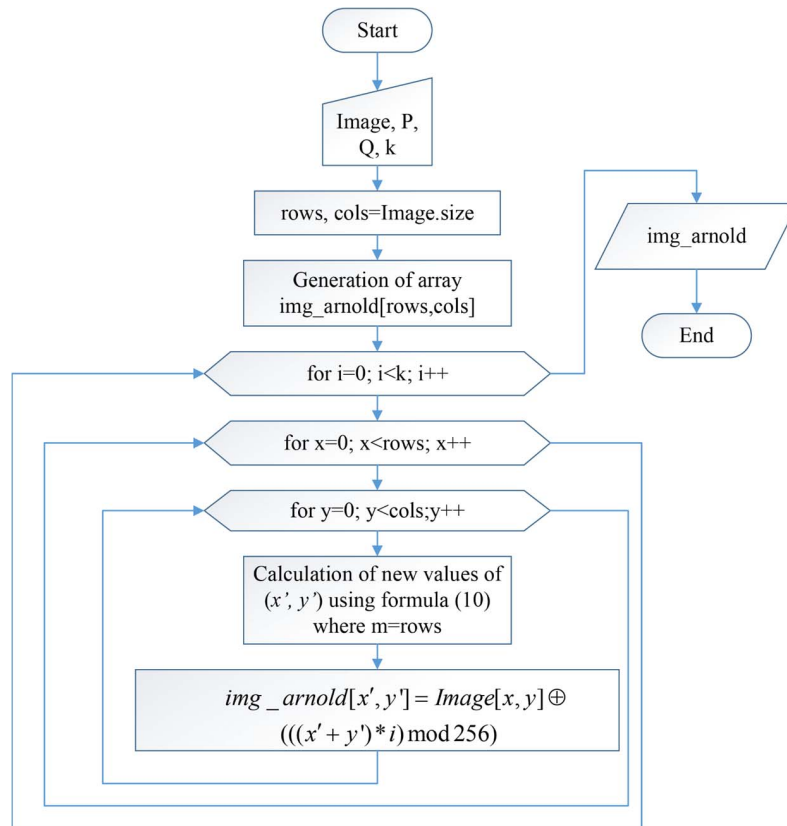 Start
Image, P,
Q, k
rows, cols=Image.size
Generation of array
img_arnold[rows,cols]
for i=0; i<k; i++
for x=0; x<rows; x++
for y=0; y<cols;y++
Calculation of new values of
(x’, y’) using formula (10)
where m=rows
img _ arnold[x′, y'] = Image[x, y] ⊕
(((x′ + y') * i) mod 256)
img_arnold
End